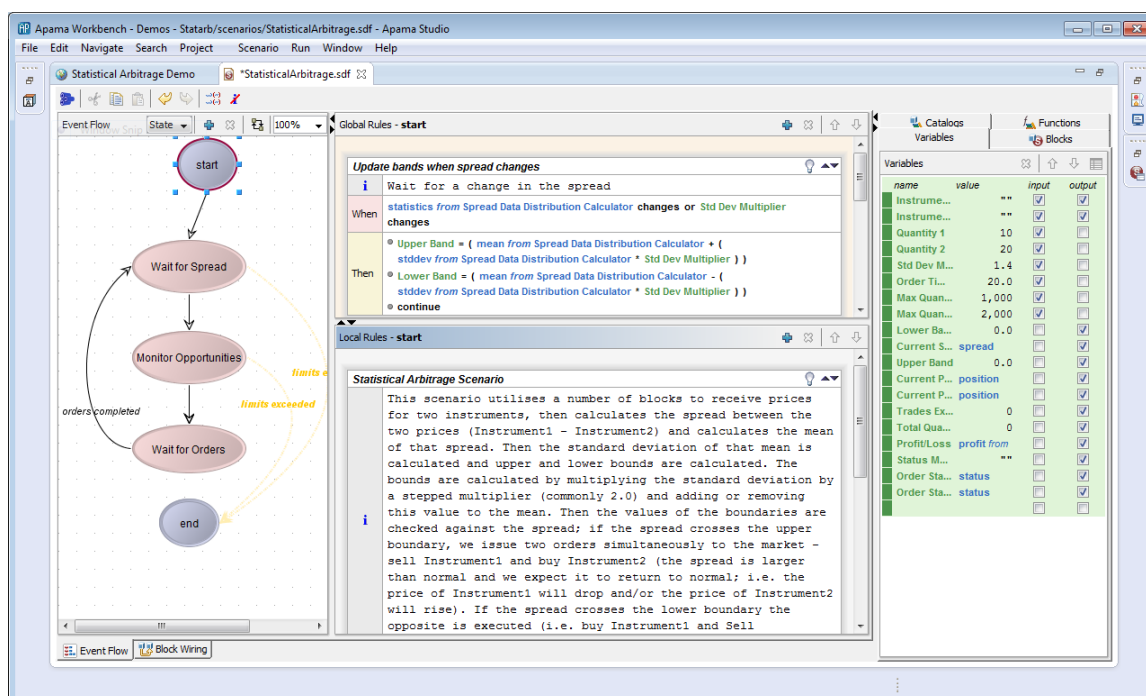 Apama Workbench - Demos - Statarb/scenarios/StatisticalArbitrage.sdf - Apama Studio
File Edit Navigate Search Project Scenario Run Window Help
Statistical Arbitrage Demo *StatisticalArbitrage.sdf
Event Flow State 100%
Global Rules - start
Catalogs Functions
Variables Blocks
start
Update bands when spread changes
i Wait for a change in the spread
When statistics from Spread Data Distribution Calculator changes or Std Dev Multiplier
changes
Then Upper Band = ( mean from Spread Data Distribution Calculator + (
stddev from Spread Data Distribution Calculator * Std Dev Multiplier ) )
Lower Band = ( mean from Spread Data Distribution Calculator - (
stddev from Spread Data Distribution Calculator * Std Dev Multiplier ) )
continue
Wait for Spread
Monitor Opportunities
limits e
limits exceeded
orders completed
Wait for Orders
end
Local Rules - start
Statistical Arbitrage Scenario
i
This scenario utilises a number of blocks to receive prices
for two instruments, then calculates the spread between the
two prices (Instrument1 - Instrument2) and calculates the mean
of that spread. Then the standard deviation of that mean is
calculated and upper and lower bounds are calculated. The
bounds are calculated by multiplying the standard deviation by
a stepped multiplier (commonly 2.0) and adding or removing
this value to the mean. Then the values of the boundaries are
checked against the spread; if the spread crosses the upper
boundary, we issue two orders simultaneously to the market -
sell Instrument1 and buy Instrument2 (the spread is larger
than normal and we expect it to return to normal; i.e. the
price of Instrument1 will drop and/or the price of Instrument2
will rise). If the spread crosses the lower boundary the
opposite is executed (i.e. buy Instrument1 and Sell
Variables
name value input output
Instrume... ""
Instrume... ""
Quantity 1 10
Quantity 2 20
Std Dev M... 1.4
Order Ti... 20.0
Max Quan... 1,000
Max Quan... 2,000
Lower Ba... 0.0
Current S... spread
Upper Band 0.0
Current P... position
Current P... position
Trades Ex... 0
Total Qua... 0
Profit/Loss profit from
Status M... ""
Order Sta... status
Order Sta... status
Event Flow Block Wiring